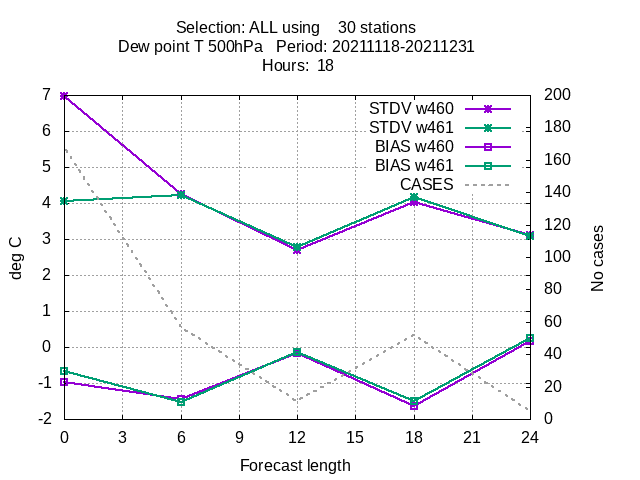 Selection: ALL using    30 stations
Dew point T 500hPa   Period: 20211118-20211231
Hours: 18
7
6
5
4
3
2
1
0
-1
-2
deg C
STDV w460
STDV w461
BIAS w460
BIAS w461
CASES
200
180
160
140
120
100
80
60
40
20
0
No cases
0 3 6 9 12 15 18 21 24
Forecast length